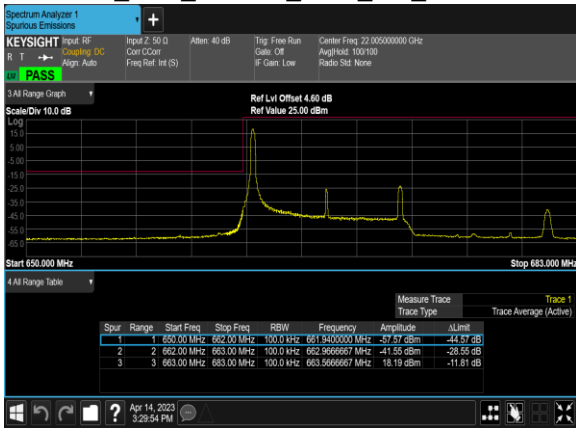 Spectrum Analyzer 1
Spurious Emissions
+
KEYSIGHT Input: RF Input Z: 50 Ω Atten: 40 dB Trig: Free Run Center Freq: 22.005000000 GHz
R T Coupling: DC Corr CCorr Gate: Off Avg|Hold: 100/100
Align: Auto Freq Ref: Int (S) IF Gain: Low Radio Std: None
PASS
3 All Range Graph
Ref Lvl Offset 4.60 dB
Scale/Div 10.0 dB Ref Value 25.00 dBm
Log
15.0
5.00
-5.00
-15.0
-25.0
-35.0
-45.0
-55.0
-65.0
Start 650.000 MHz Stop 683.000 MHz
4 All Range Table
Measure Trace Trace 1
Trace Type Trace Average (Active)
Spur Range Start Freq Stop Freq RBW Frequency Amplitude ΔLimit
1 1 650.00 MHz 662.00 MHz 100.0 kHz 661.9400000 MHz -57.57 dBm -44.57 dB
2 2 662.00 MHz 663.00 MHz 100.0 kHz 662.9666667 MHz -41.55 dBm -28.55 dB
3 3 663.00 MHz 683.00 MHz 100.0 kHz 663.5666667 MHz 18.19 dBm -11.81 dB
? Apr 14, 2023
3:29:54 PM